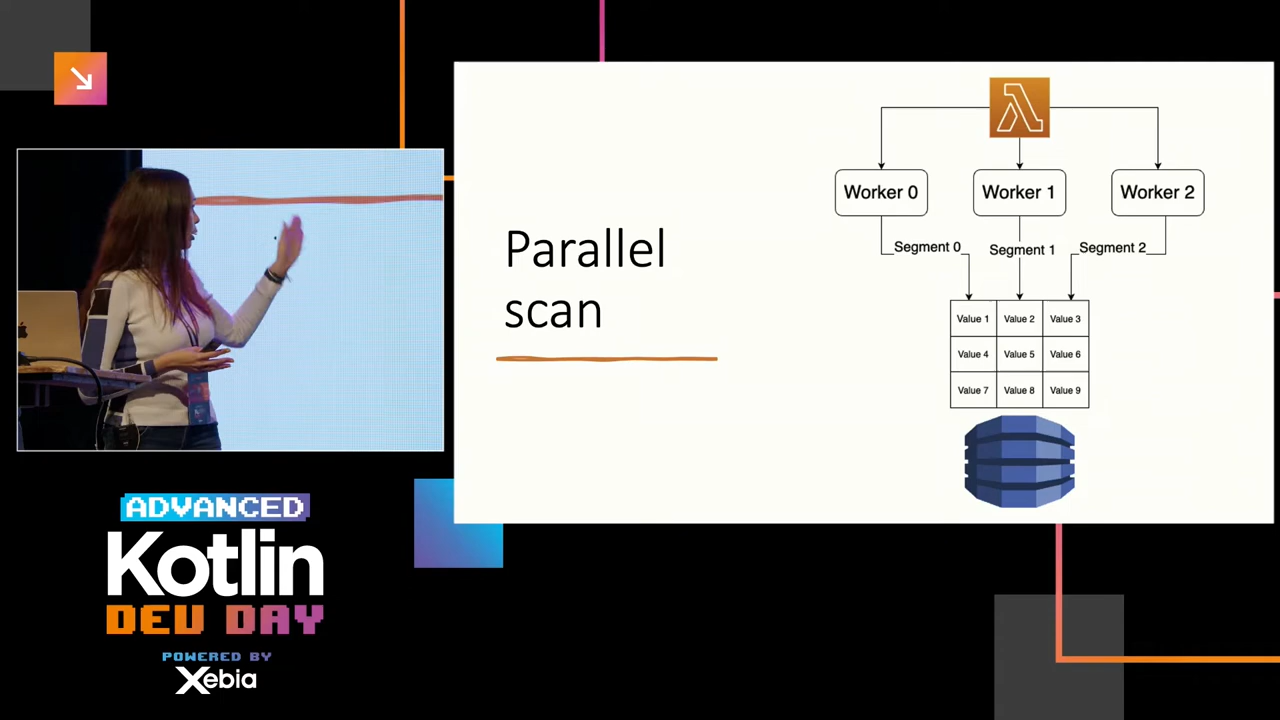 Parallel
scan
Worker 0
Worker 1
Worker 2
Segment 0
Segment 1
Segment 2
Value 1
Value 2
Value 3
Value 4
Value 5
Value 6
Value 7
Value 8
Value 9
ADVANCED
Kotlin
DEV DAY
POWERED BY
Xebia